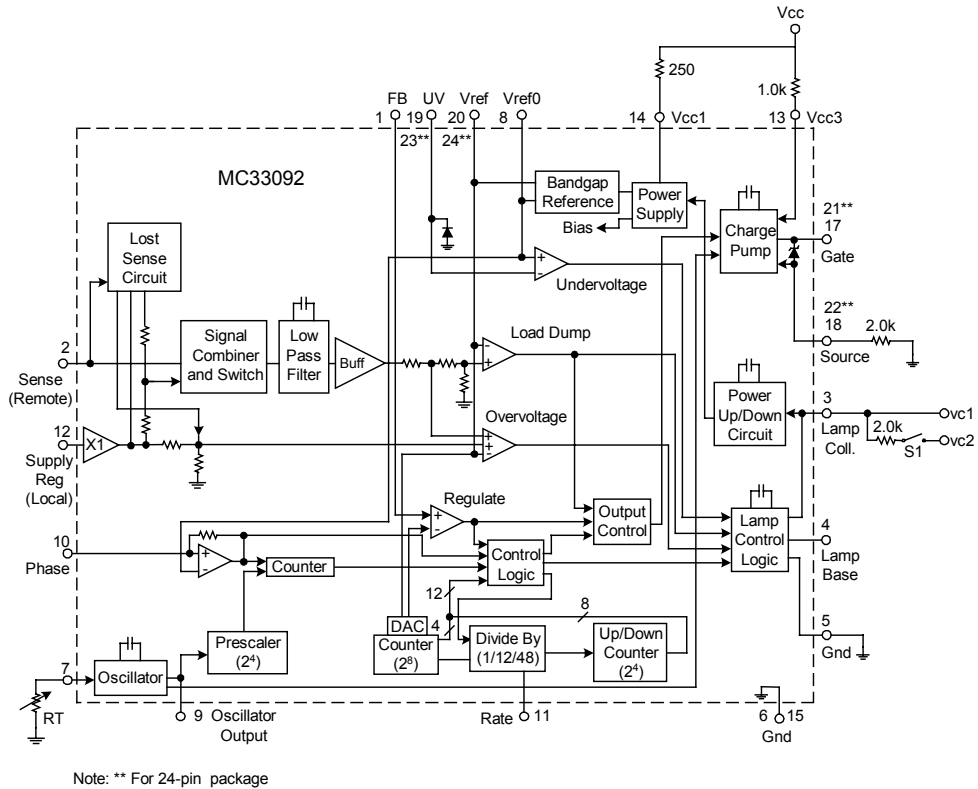 Vcc
250
1.0k
FB UV Vref Vref0
1 19 20 8 14 Vcc1 13 Vcc3
23** 24**
MC33092
Bandgap
Reference
Power
Supply
Bias
Charge
Pump
21**
17
Gate
Lost
Sense
Circuit
+
-
Undervoltage
22**
18
Source
2.0k
2
Sense
(Remote)
Signal
Combiner
and Switch
Low
Pass
Filter
Buff
Load Dump
-
+
Power
Up/Down
Circuit
3
Lamp
Coll.
vc1
2.0k
S1
vc2
12
Supply
Reg
(Local)
X1
Overvoltage
+
+
-
Regulate
+
-
Output
Control
Lamp
Control
Logic
4
Lamp
Base
10
Phase
+
-
Counter
Control
Logic
12
8
DAC
4
Counter
(2⁸)
Prescaler
(2⁴)
Divide By
(1/12/48)
Up/Down
Counter
(2⁴)
5
Gnd
7
Oscillator
RT
9 Oscillator
Output
Rate 11
6 15
Gnd
Note: ** For 24-pin package